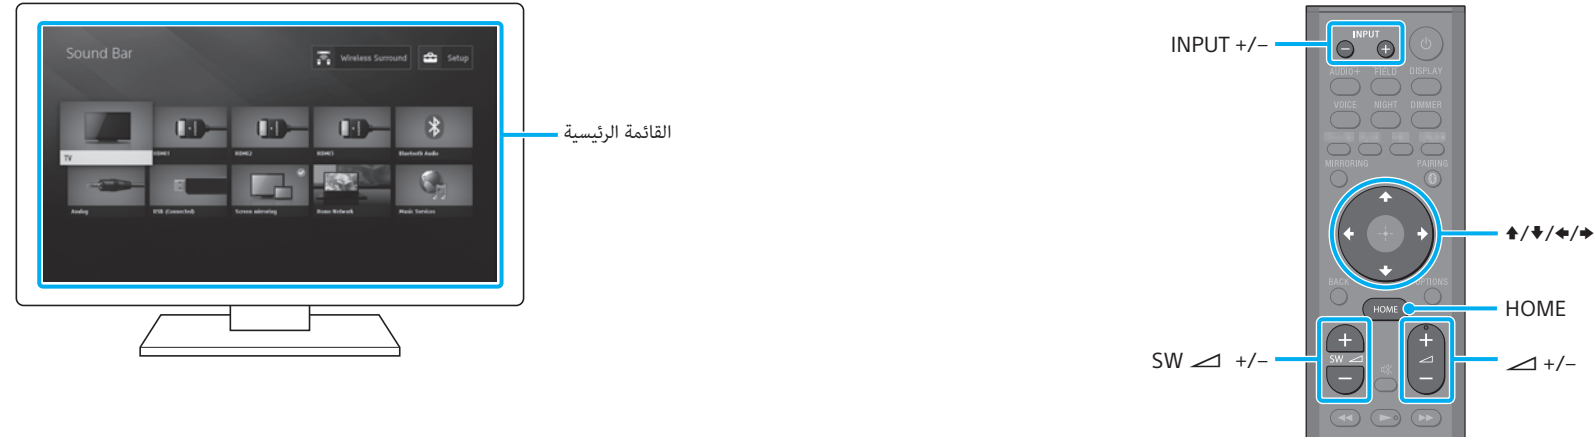 Sound Bar
Wireless Surround
Setup
TV
HDMI1
HDMI2
HDMI3
Bluetooth Audio
Analog
USB (Connected)
Screen mirroring
Home Network
Music Services
القائمة الرئيسية
INPUT +/–
INPUT
– +
AUDIO+ FIELD DISPLAY
VOICE NIGHT DIMMER
MIRRORING PAIRING
↑/↓/←/→
BACK OPTIONS
HOME
HOME
SW +/–
+ +
SW
– –
+/–